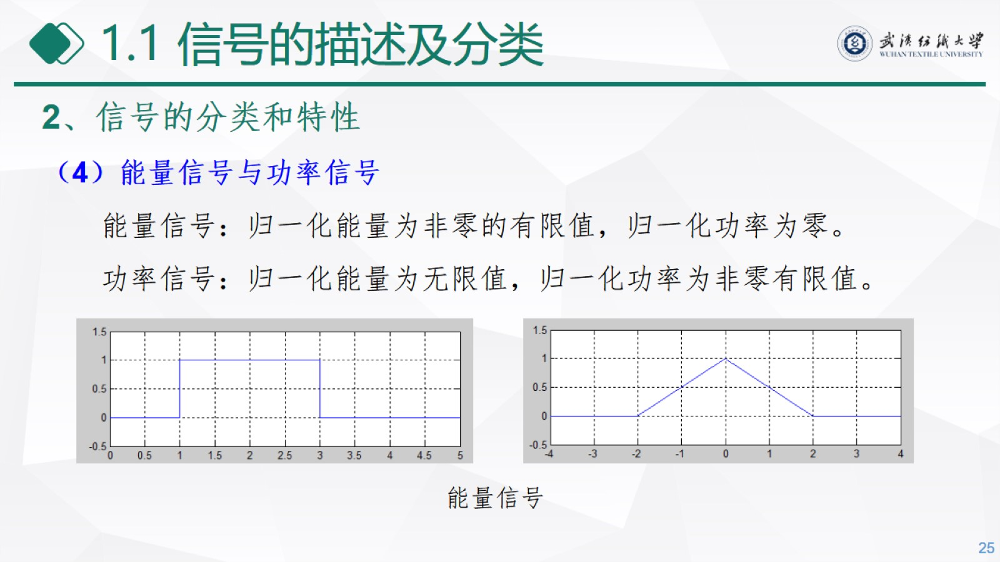 1.1 信号的描述及分类
武汉纺织大学
WUHAN TEXTILE UNIVERSITY
2、信号的分类和特性
（4）能量信号与功率信号
能量信号：归一化能量为非零的有限值，归一化功率为零。
功率信号：归一化能量为无限值，归一化功率为非零有限值。
1.5
1
0.5
0
-0.5
0 0.5 1 1.5 2 2.5 3 3.5 4 4.5 5
1.5
1
0.5
0
-0.5
-4 -3 -2 -1 0 1 2 3 4
能量信号
25